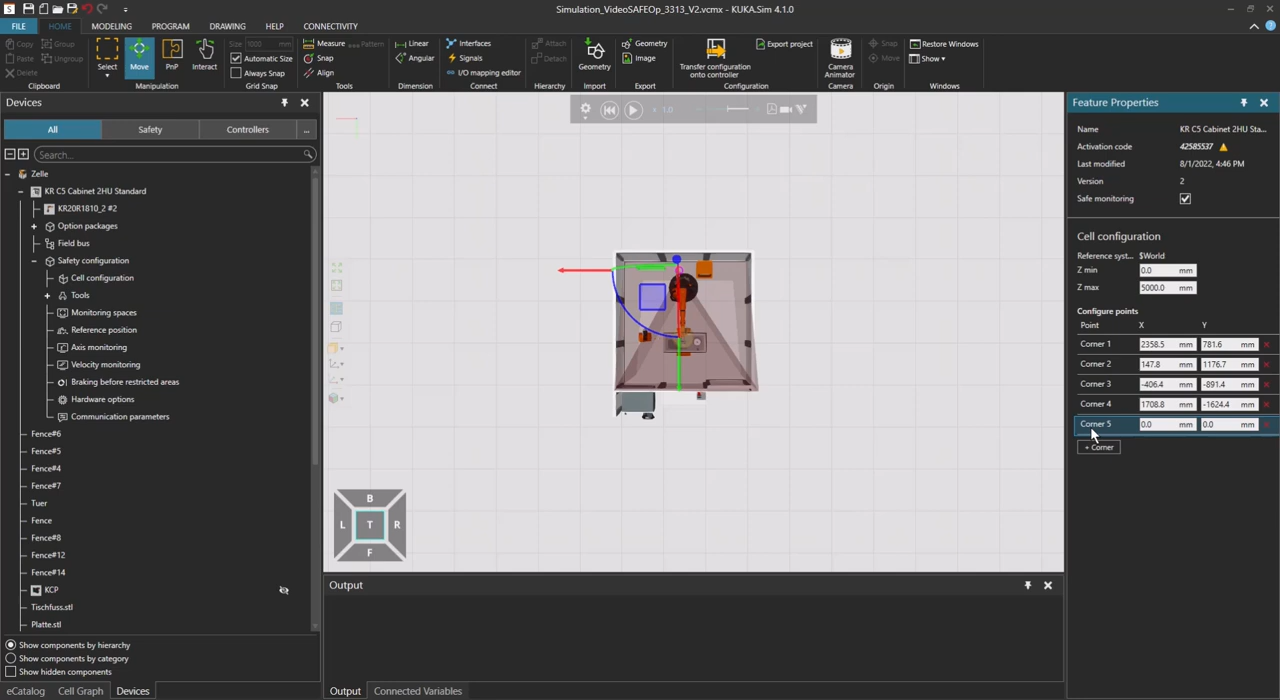 Simulation_VideoSAFEOp_3313_V2.vcmx - KUKA.Sim 4.1.0
FILE HOME MODELING PROGRAM DRAWING HELP CONNECTIVITY
Copy Group
Paste Ungroup
Delete
Clipboard
Select Move PnP Interact
Manipulation
Size 1000 mm
Automatic Size
Always Snap
Grid Snap
Measure Pattern
Snap
Align
Tools
Linear
Angular
Dimension
Interfaces
Signals
I/O mapping editor
Connect
Attach
Detach
Hierarchy
Geometry
Import
Geometry
Image
Export
Transfer configuration
onto controller
Export project
Configuration
Camera
Animator
Camera
Snap
Move
Origin
Restore Windows
Show
Windows
Devices
All Safety Controllers ...
Search...
Zelle
KR C5 Cabinet 2HU Standard
KR20R1810_2 #2
Option packages
Field bus
Safety configuration
Cell configuration
Tools
Monitoring spaces
Reference position
Axis monitoring
Velocity monitoring
Braking before restricted areas
Hardware options
Communication parameters
Fence#6
Fence#5
Fence#4
Fence#7
Tuer
Fence
Fence#8
Fence#12
Fence#14
KCP
Tischfuss.stl
Platte.stl
Show components by hierarchy
Show components by category
Show hidden components
eCatalog Cell Graph Devices
x 1.0
B
L T R
F
Output
Output Connected Variables
Feature Properties
Name KR C5 Cabinet 2HU Sta...
Activation code 42585537
Last modified 8/1/2022, 4:46 PM
Version 2
Safe monitoring
Cell configuration
Reference syst... $World
Z min 0.0 mm
Z max 5000.0 mm
Configure points
Point X Y
Corner 1 2358.5 mm 781.6 mm
Corner 2 147.8 mm 1176.7 mm
Corner 3 -406.4 mm -891.4 mm
Corner 4 1708.8 mm -1624.4 mm
Corner 5 0.0 mm 0.0 mm
+ Corner